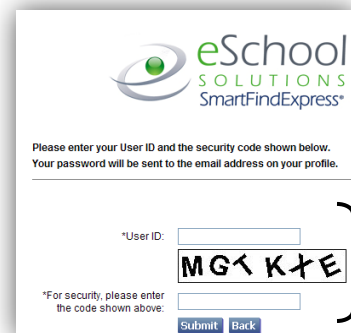 eSchool
SOLUTIONS
SmartFindExpress®
Please enter your User ID and the security code shown below.
Your password will be sent to the email address on your profile.
*User ID:
*For security, please enter
the code shown above:
Submit Back